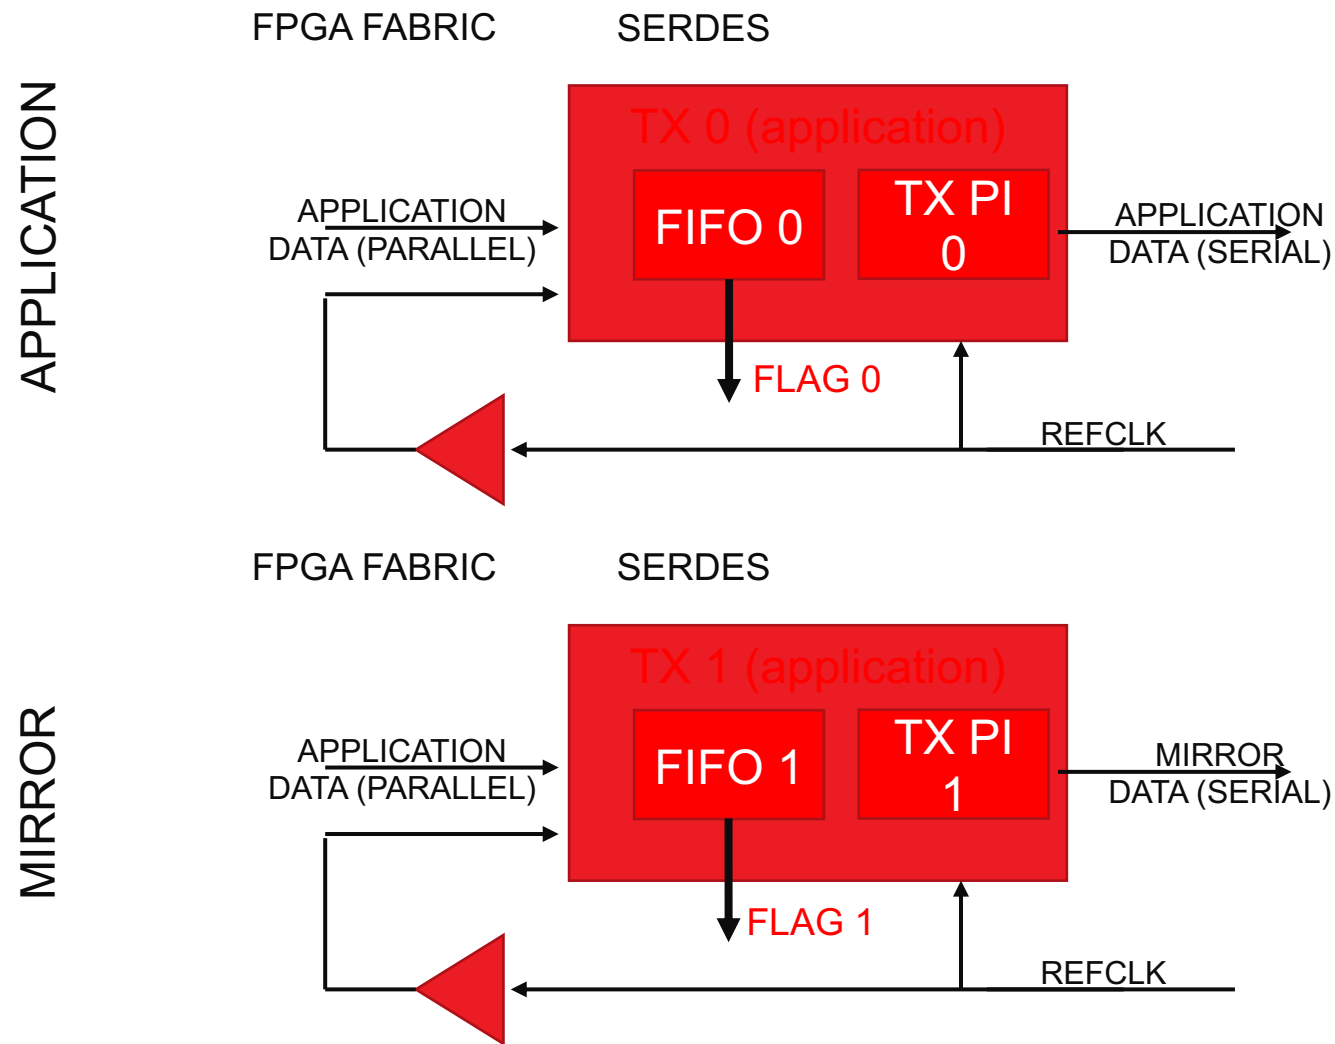 FPGA FABRIC
SERDES
APPLICATION
TX 0 (application)
APPLICATION
DATA (PARALLEL)
FIFO 0
TX PI
0
APPLICATION
DATA (SERIAL)
FLAG 0
REFCLK
FPGA FABRIC
SERDES
MIRROR
TX 1 (application)
APPLICATION
DATA (PARALLEL)
FIFO 1
TX PI
1
MIRROR
DATA (SERIAL)
FLAG 1
REFCLK